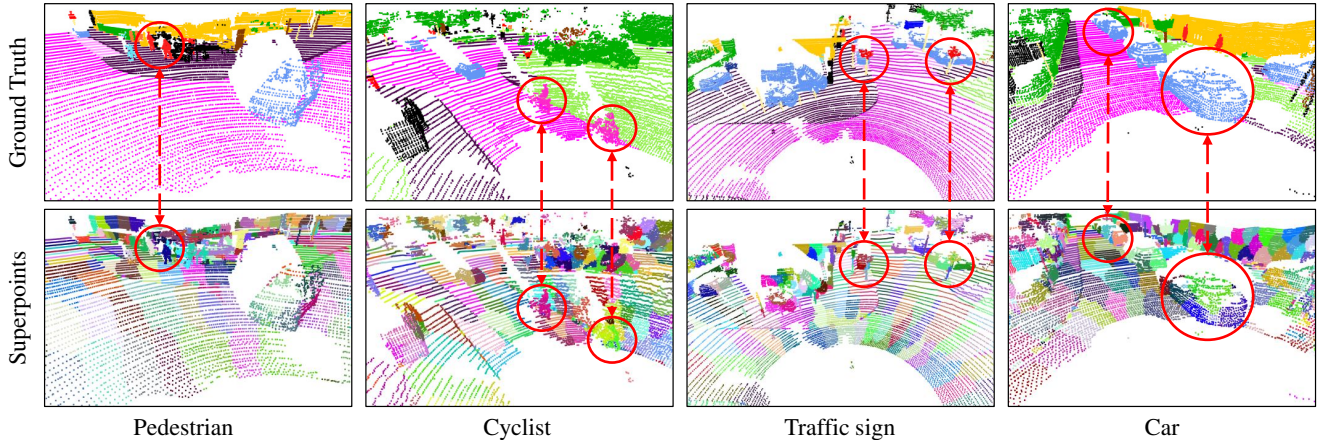 Ground Truth
Superpoints
Pedestrian
Cyclist
Traffic sign
Car